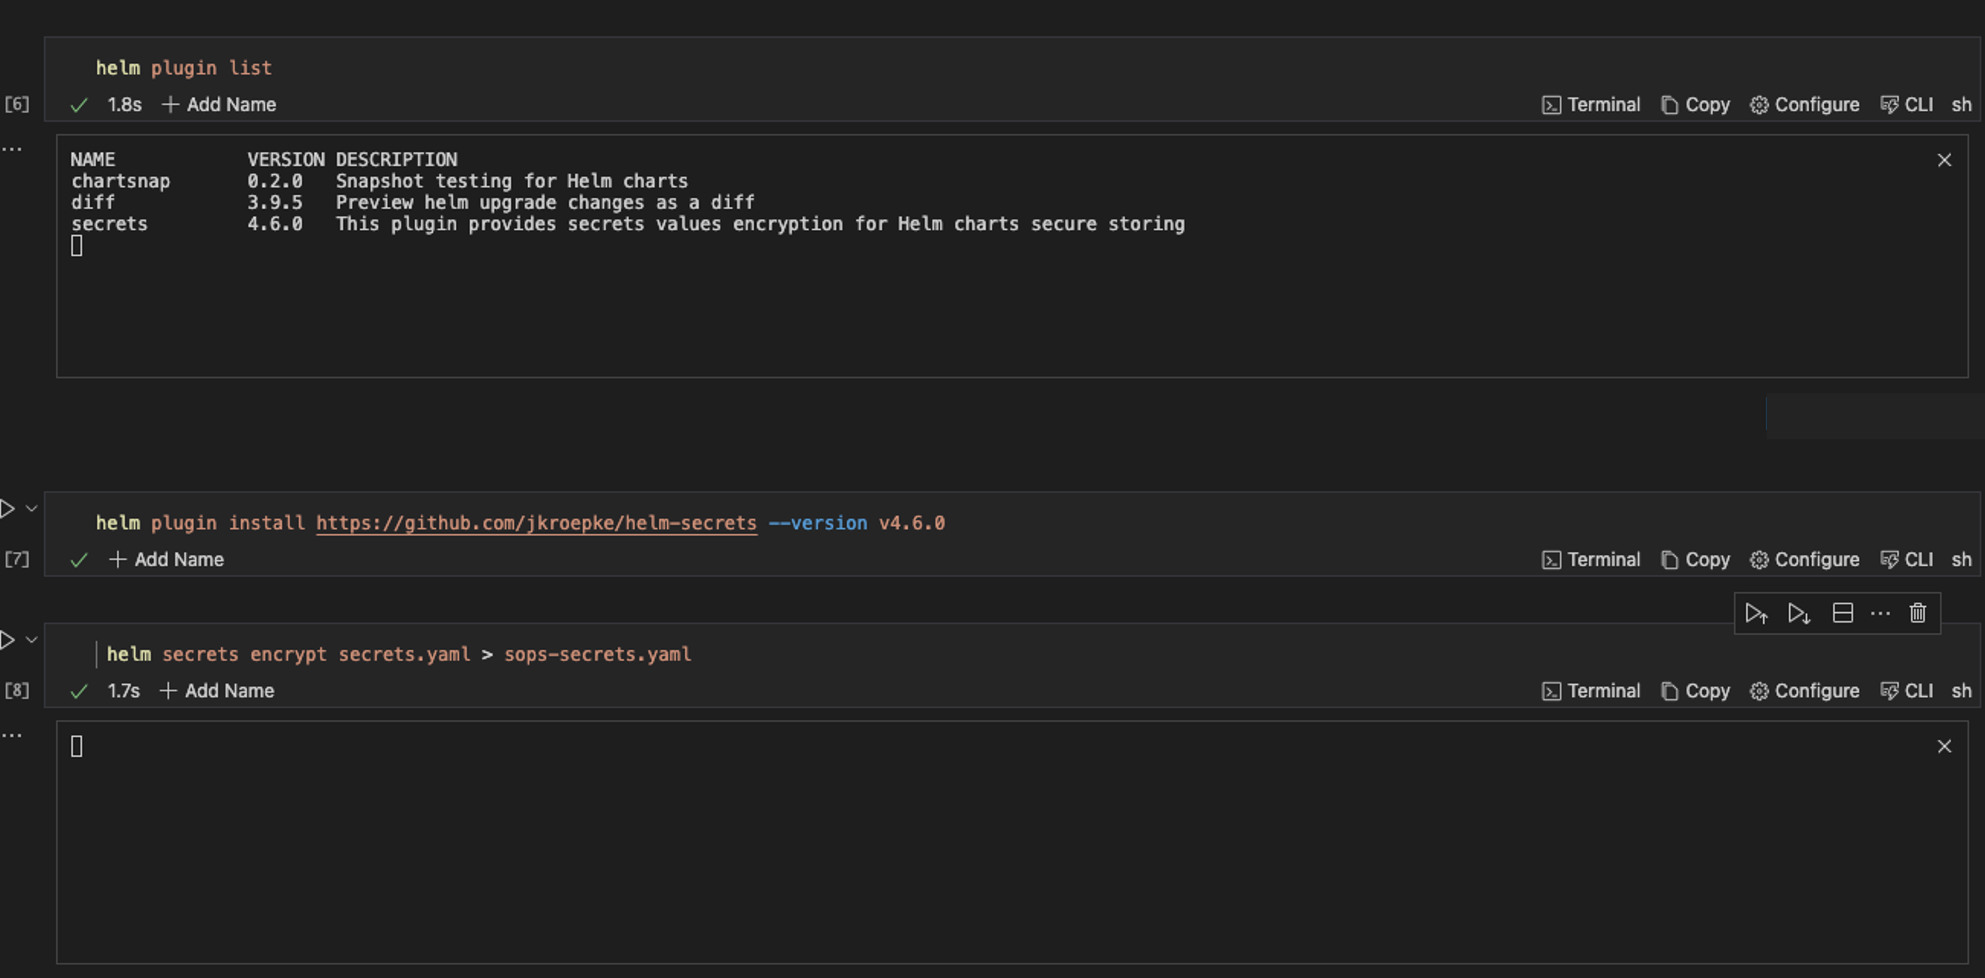 helm plugin list
[6] 1.8s Add Name Terminal Copy Configure CLI sh
...
NAME VERSION DESCRIPTION
chartsnap 0.2.0 Snapshot testing for Helm charts
diff 3.9.5 Preview helm upgrade changes as a diff
secrets 4.6.0 This plugin provides secrets values encryption for Helm charts secure storing
helm plugin install https://github.com/jkroepke/helm-secrets --version v4.6.0
[7] Add Name Terminal Copy Configure CLI sh
...
helm secrets encrypt secrets.yaml > sops-secrets.yaml
[8] 1.7s Add Name Terminal Copy Configure CLI sh
...